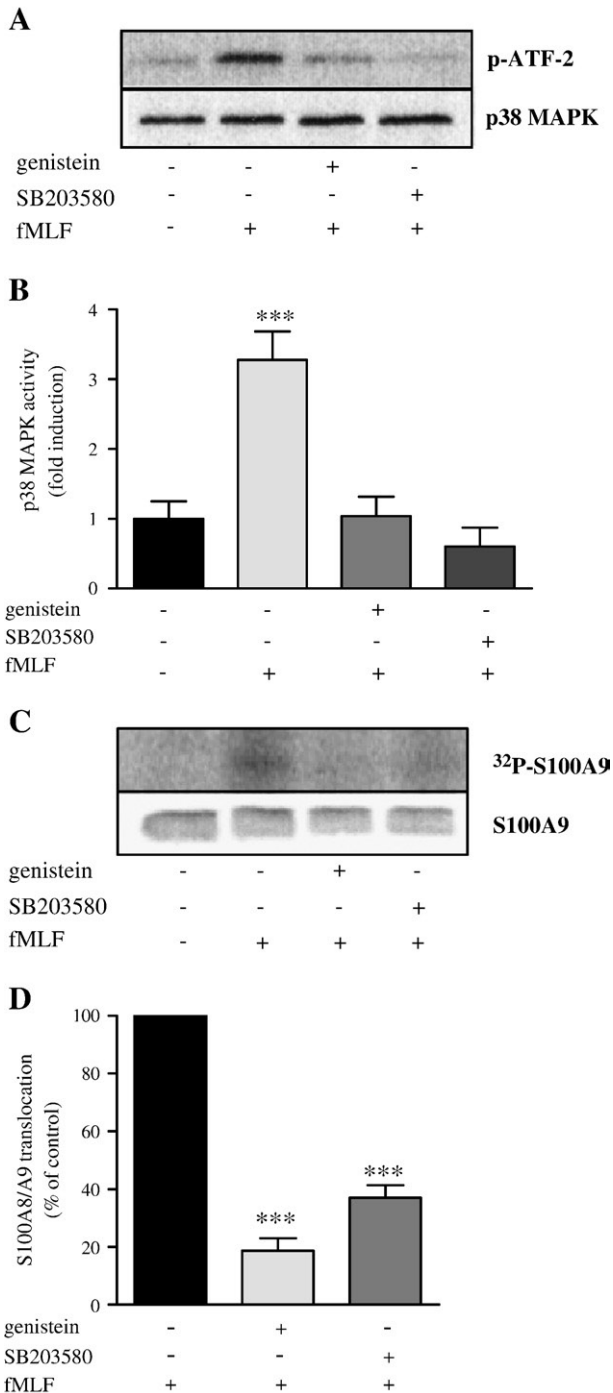 A
p-ATF-2
p38 MAPK
genistein - - + -
SB203580 - - - +
fMLF - + + +
B
p38 MAPK activity
(fold induction)
4
3
2
1
0
***
genistein - - + -
SB203580 - - - +
fMLF - + + +
C
32P-S100A9
S100A9
genistein - - + -
SB203580 - - - +
fMLF - + + +
D
S100A8/A9 translocation
(% of control)
100
80
60
40
20
0
***
***
genistein - + -
SB203580 - - +
fMLF + + +